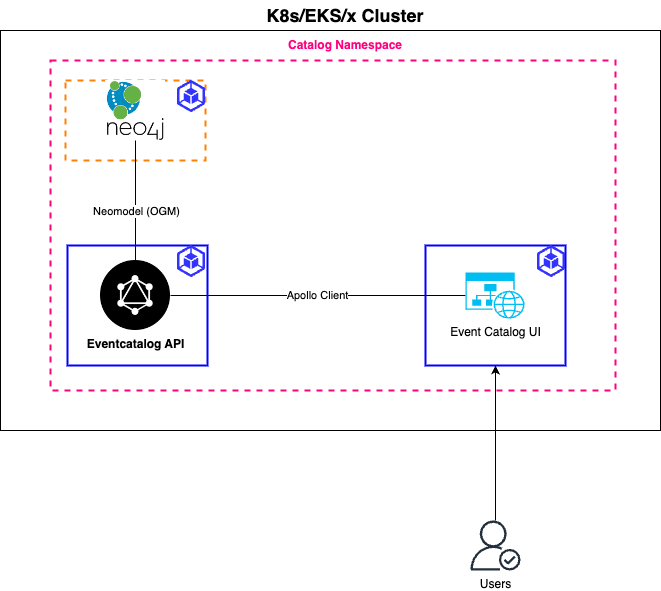 K8s/EKS/x Cluster
Catalog Namespace
neo4j
Neomodel (OGM)
Apollo Client
Eventcatalog API
Event Catalog UI
Users